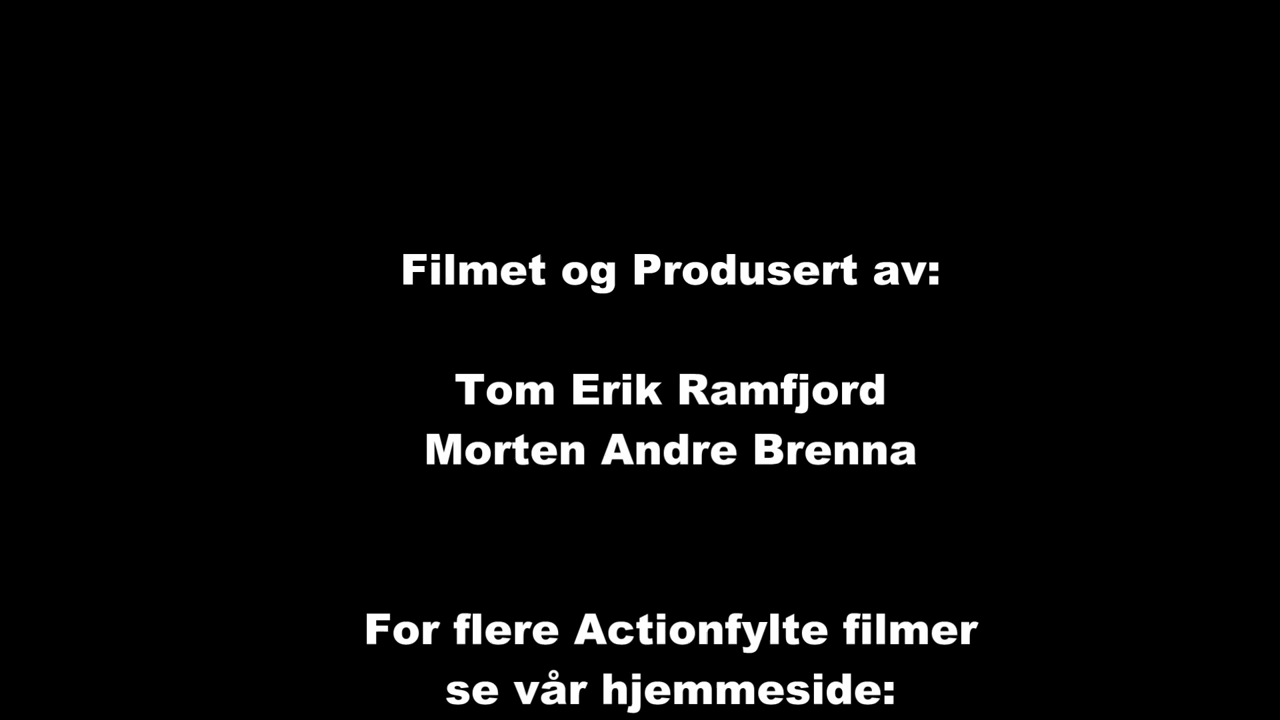 Filmet og Produsert av:
Tom Erik Ramfjord
Morten Andre Brenna
For flere Actionfylte filmer
se vår hjemmeside: